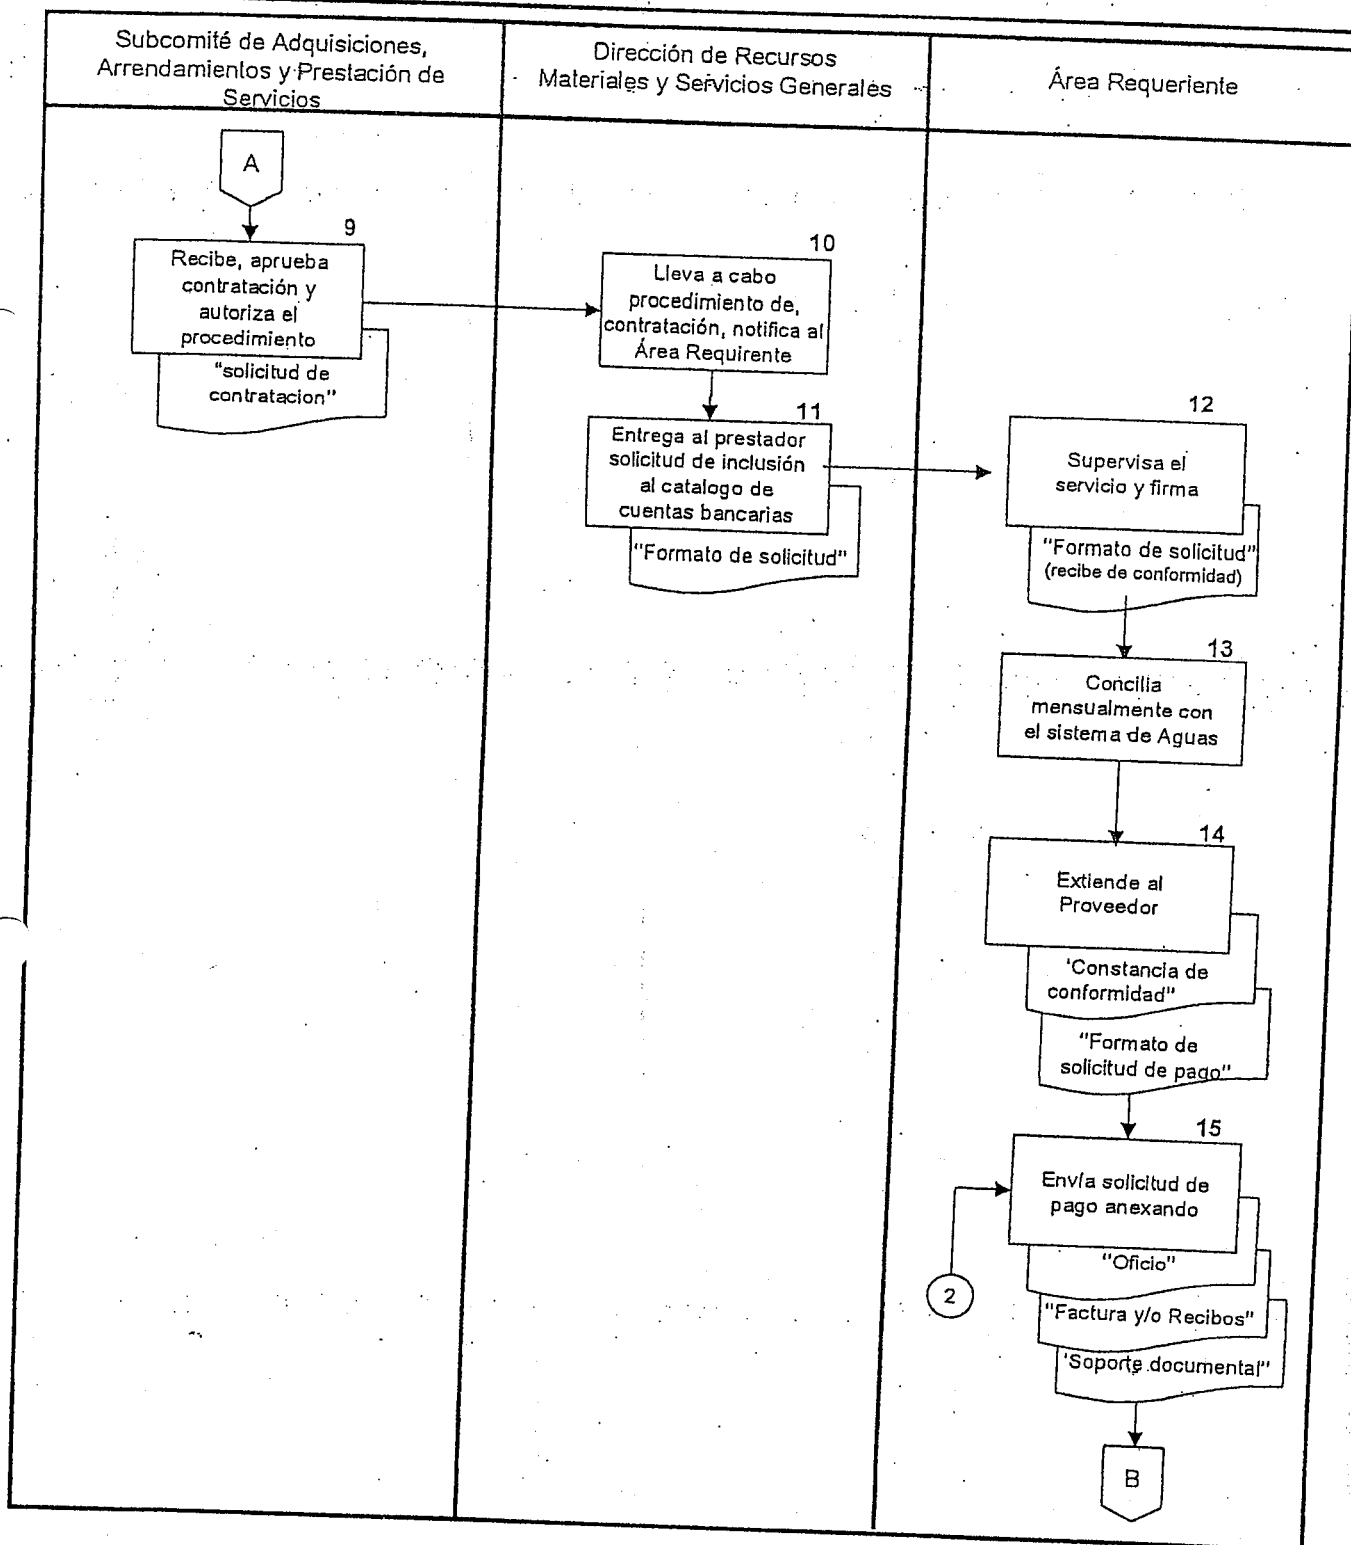 Subcomité de Adquisiciones,
Arrendamientos y Prestación de
Servicios
Dirección de Recursos
Materiales y Servicios Generales
Área Requeriente
A
9
Recibe, aprueba
contratación y
autoriza el
procedimiento
"solicitud de
contratacion"
10
Lleva a cabo
procedimiento de,
contratación, notifica al
Área Requirente
11
Entrega al prestador
solicitud de inclusión
al catalogo de
cuentas bancarias
"Formato de solicitud"
12
Supervisa el
servicio y firma
"Formato de solicitud"
(recibe de conformidad)
13
Concilia
mensualmente con
el sistema de Aguas
14
Extiende al
Proveedor
'Constancia de
conformidad"
"Formato de
solicitud de pago"
15
Envía solicitud de
pago anexando
"Oficio"
2
"Factura y/o Recibos"
'Soporte documental"
B